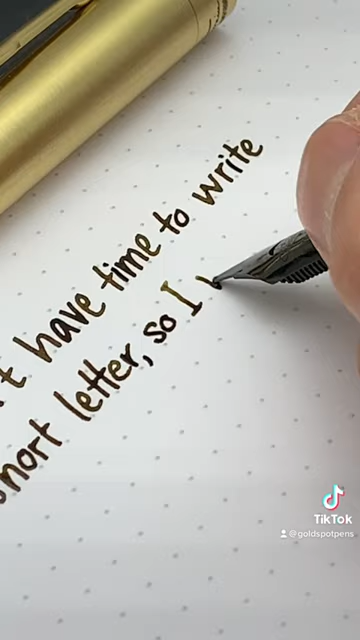 t have time to write
short letter, so I
TikTok
@goldspotpens